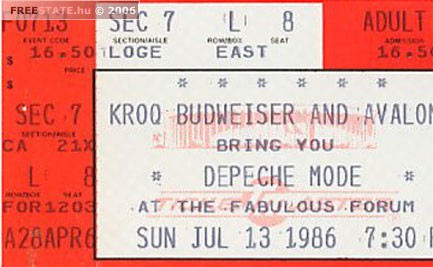 FREESTATE.hu © 2006
F0713 SEC 7 L 8 ADULT
EVENT CODE SECTION/AISLE ROW/BOX SEAT ADMISSION
$ 16.50 LOGE EAST 16.50
PRICE
$
SEC 7 KROQ BUDWEISER AND AVALON
SECTION/AISLE
CA 21X BRING YOU
L 8 * DEPECHE MODE *
ROW/BOX SEAT
FOR1203 AT THE FABULOUS FORUM
A28APR6 SUN JUL 13 1986 7:30 P